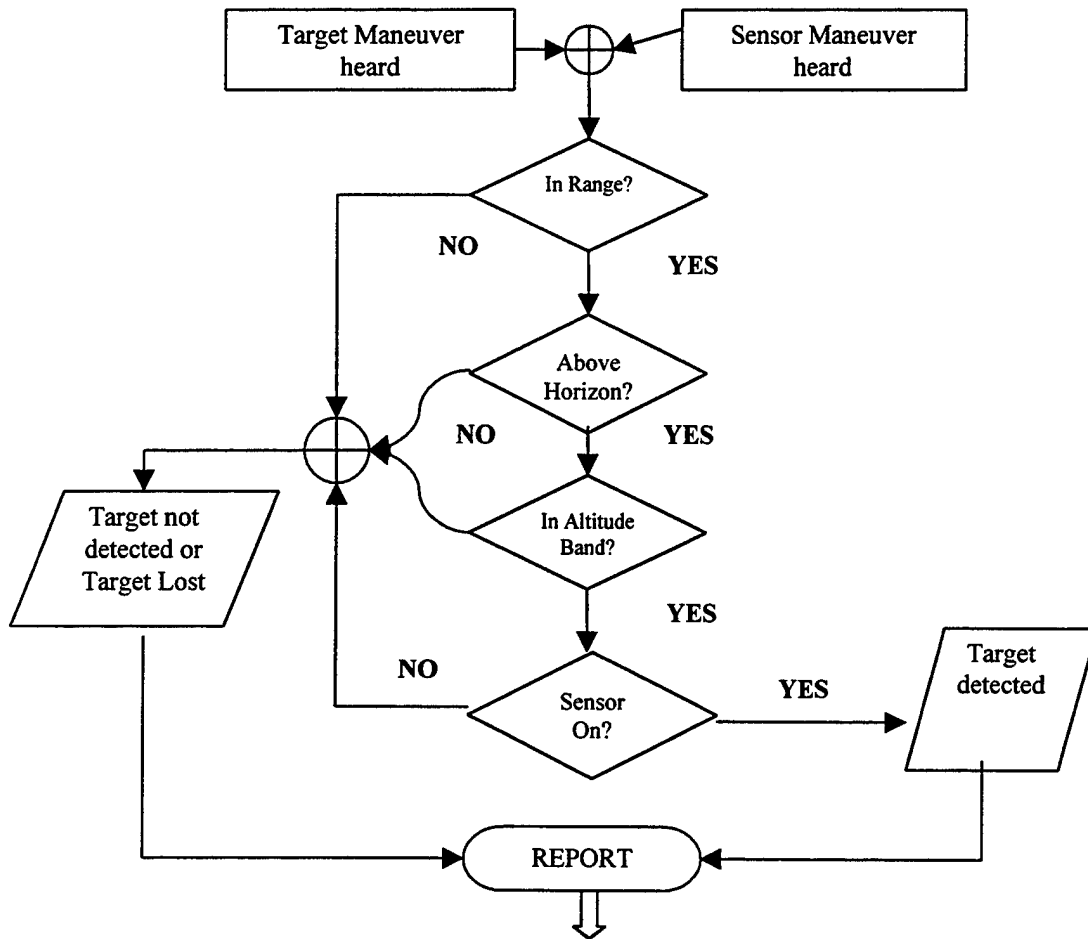 Target Maneuver
heard
Sensor Maneuver
heard
In Range?
NO
YES
Above
Horizon?
NO
YES
Target not
detected or
Target Lost
In Altitude
Band?
YES
NO
Sensor
On?
YES
Target
detected
REPORT